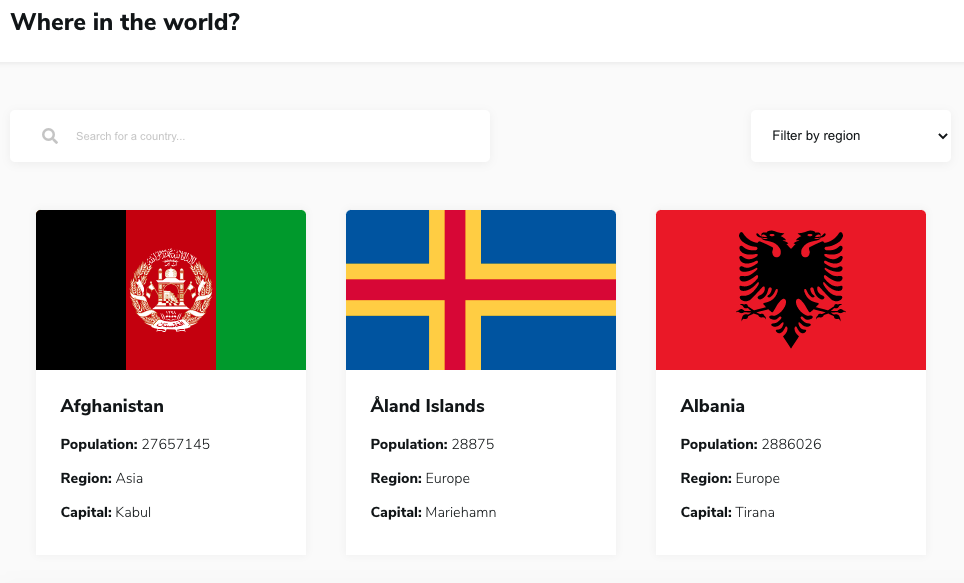 Where in the world?
Search for a country...
Filter by region
Afghanistan
Population: 27657145
Region: Asia
Capital: Kabul
Åland Islands
Population: 28875
Region: Europe
Capital: Mariehamn
Albania
Population: 2886026
Region: Europe
Capital: Tirana